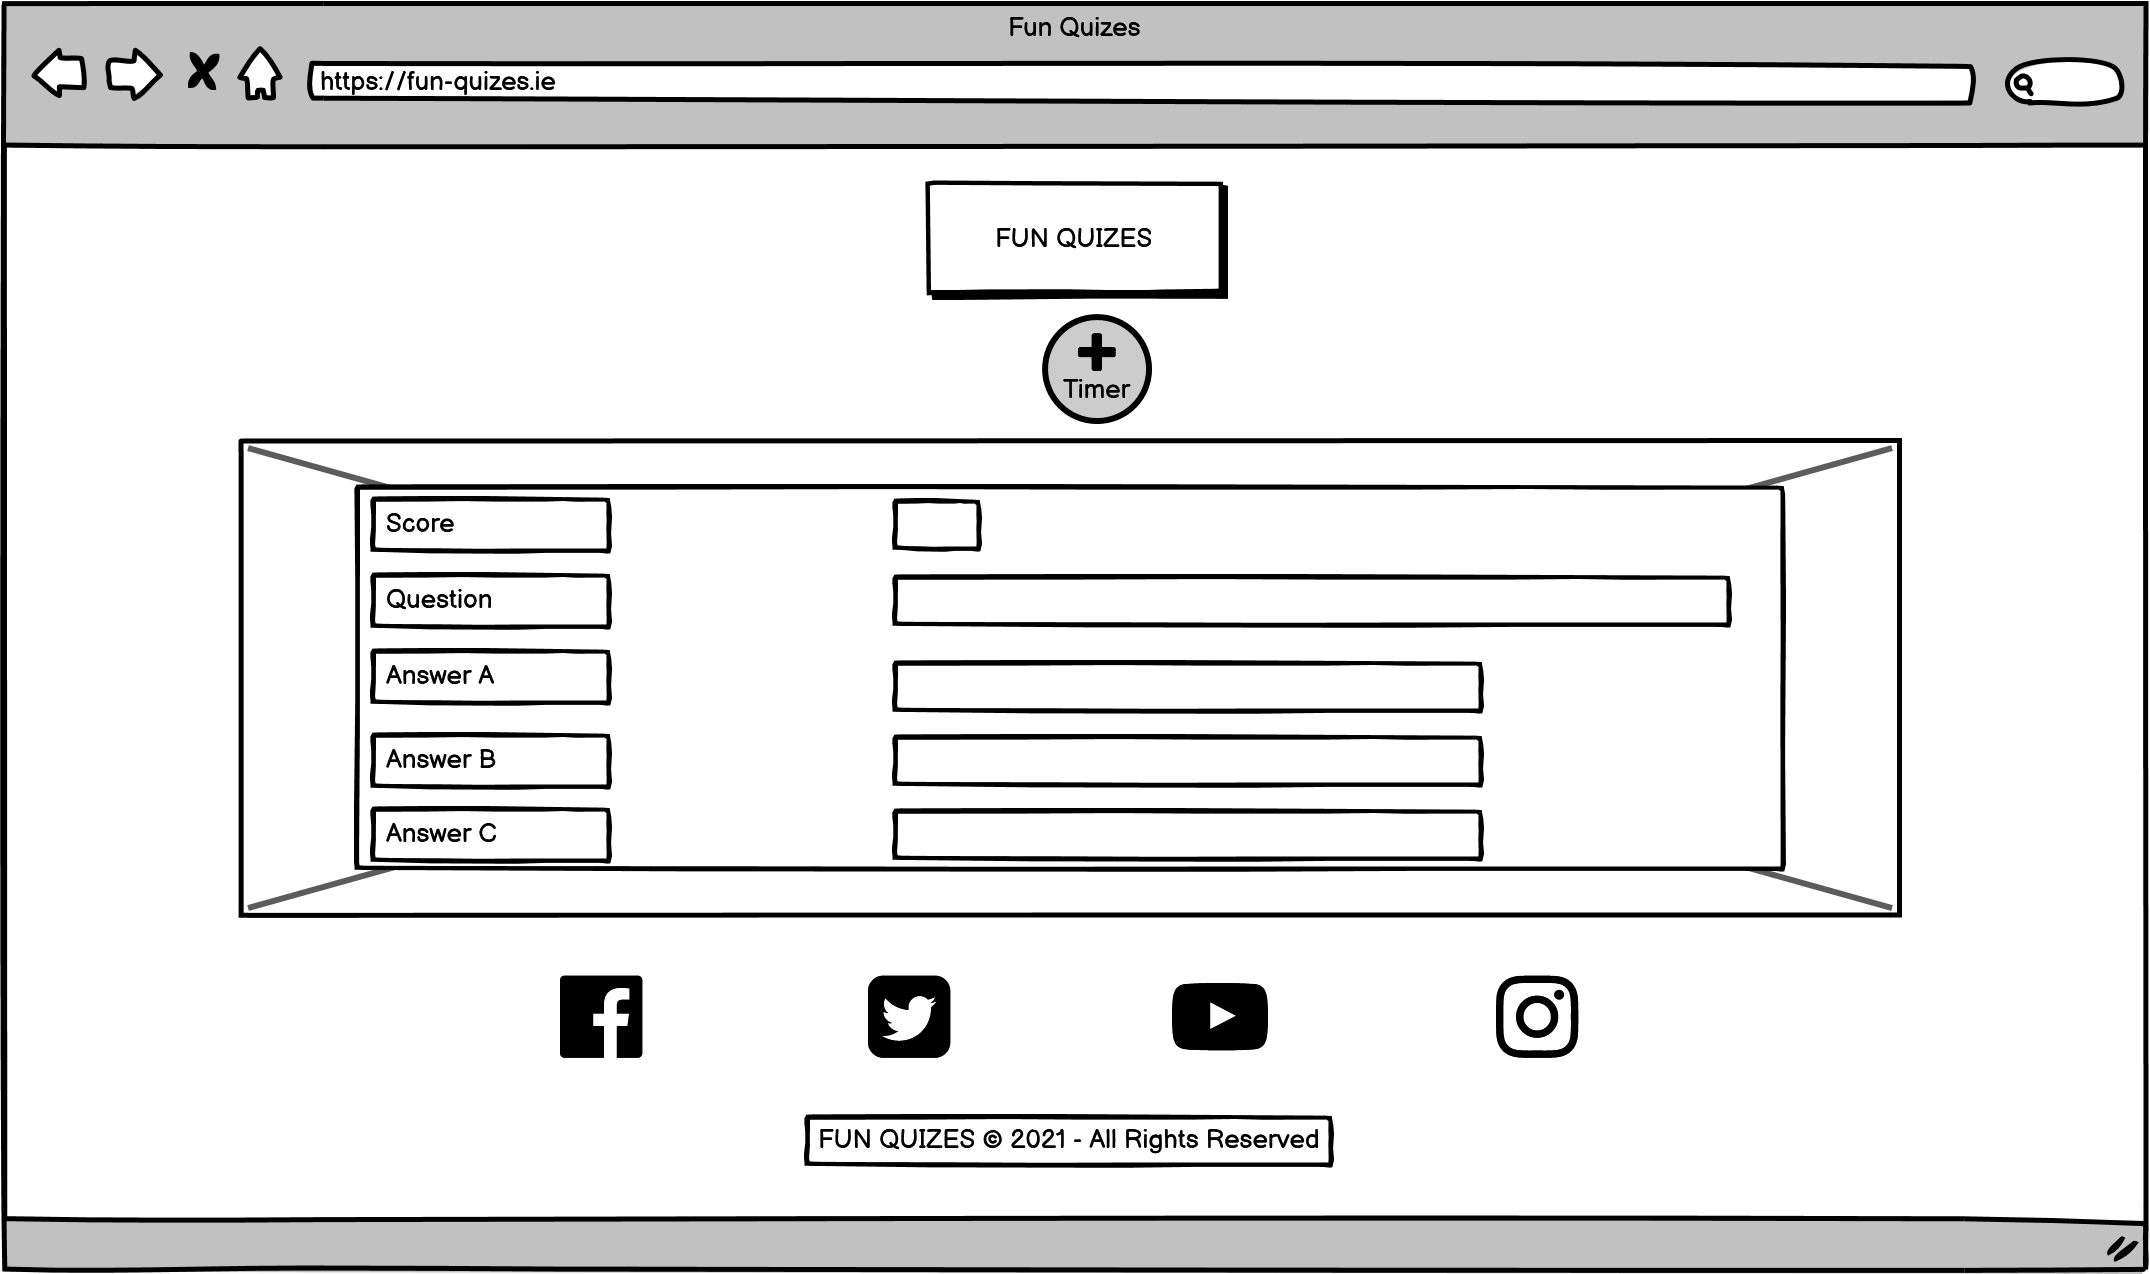 Fun Quizes
https://fun-quizes.ie
FUN QUIZES
Timer
Score
Question
Answer A
Answer B
Answer C
FUN QUIZES © 2021 - All Rights Reserved